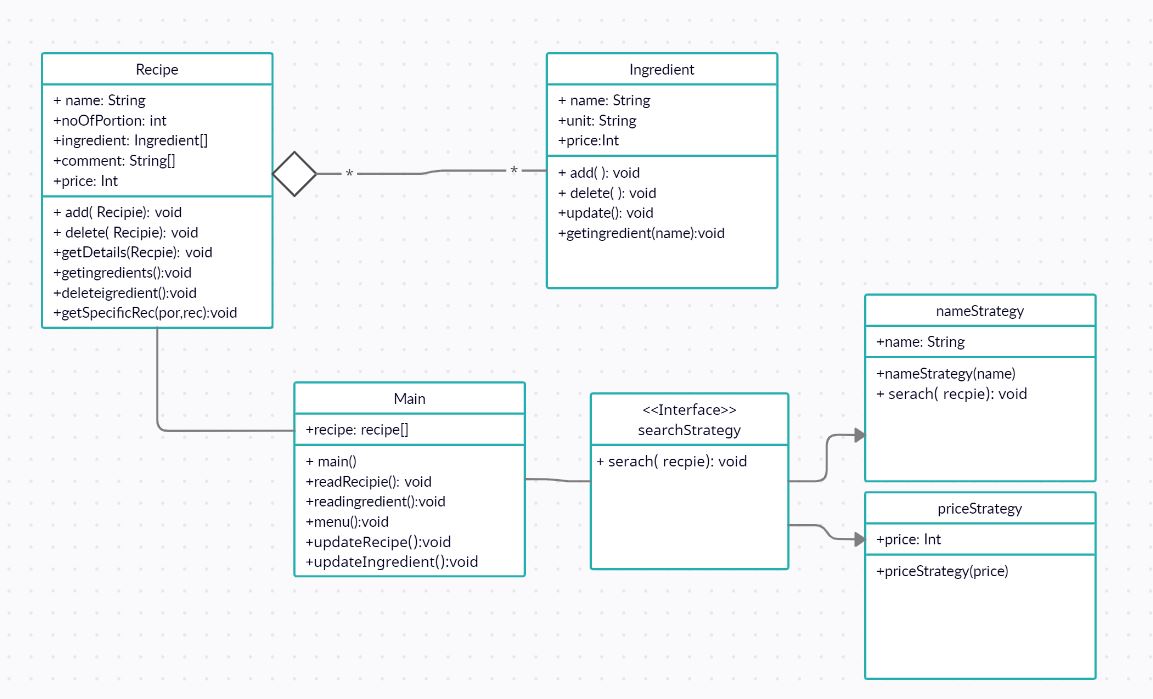 Recipe
+ name: String
+noOfPortion: int
+ingredient: Ingredient[]
+comment: String[]
+price: Int
+ add( Recipie): void
+ delete( Recipie): void
+getDetails(Recpie): void
+getingredients():void
+deleteigredient():void
+getSpecificRec(por,rec):void
* *
Ingredient
+ name: String
+unit: String
+price:Int
+ add( ): void
+ delete( ): void
+update(): void
+getingredient(name):void
Main
+recipe: recipe[]
+ main()
+readRecipie(): void
+readingredient():void
+menu():void
+updateRecipe():void
+updateIngredient():void
<<Interface>>
searchStrategy
+ serach( recpie): void
nameStrategy
+name: String
+nameStrategy(name)
+ serach( recpie): void
priceStrategy
+price: Int
+priceStrategy(price)